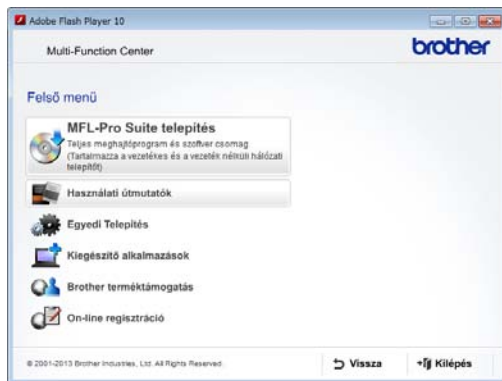 Adobe Flash Player 10
Multi-Function Center
brother
Felső menü
MFL-Pro Suite telepítés
Teljes meghajtóprogram és szoftver csomag
(Tartalmazza a vezetékes és a vezeték nélküli hálózati
telepítőt)
Használati útmutatók
Egyedi Telepítés
Kiegészítő alkalmazások
Brother terméktámogatás
On-line regisztráció
© 2001-2013 Brother Industries, Ltd. All Rights Reserved.
Vissza
Kilépés